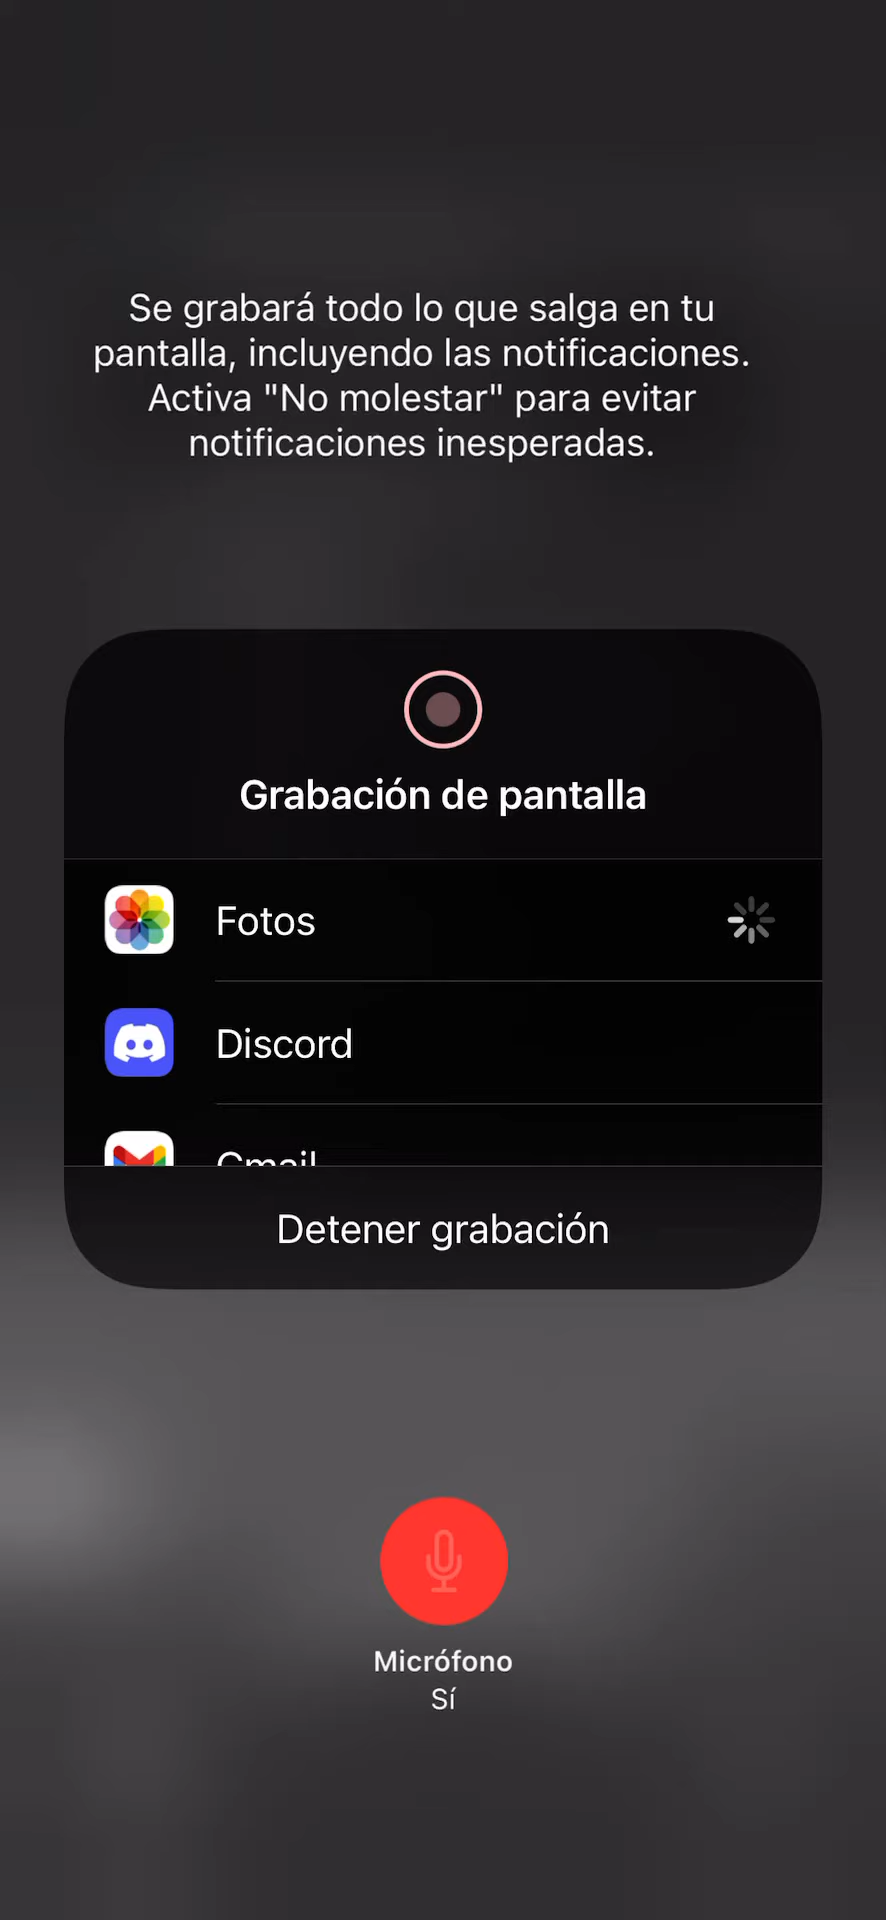 Se grabará todo lo que salga en tu
pantalla, incluyendo las notificaciones.
Activa "No molestar" para evitar
notificaciones inesperadas.
Grabación de pantalla
Fotos
Discord
Gmail
Detener grabación
Micrófono
Sí